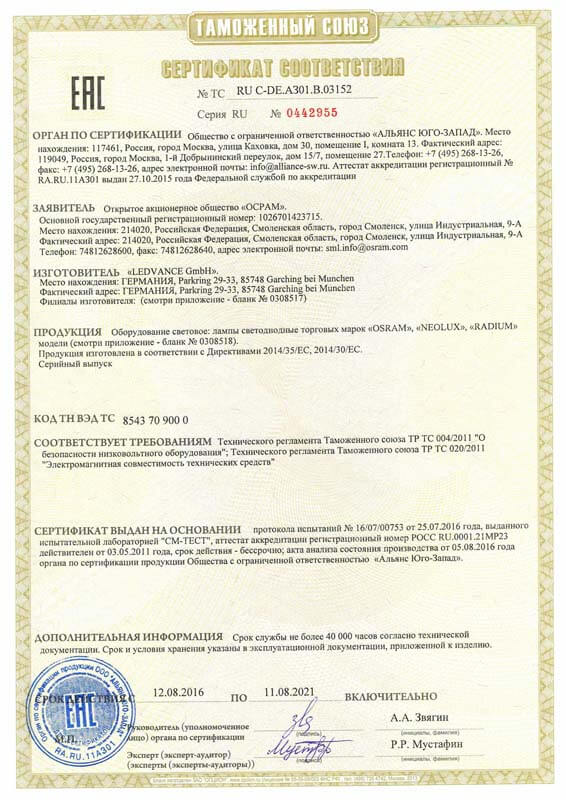 ТАМОЖЕННЫЙ СОЮЗ
СЕРТИФИКАТ СООТВЕТСТВИЯ
ЕАС
№ ТС RU C-DE.АЗ01.В.03152
Серия RU № 0442955
ОРГАН ПО СЕРТИФИКАЦИИ Общество с ограниченной ответственностью «АЛЬЯНС ЮГО-ЗАПАД». Место
нахождения: 117461, Россия, город Москва, улица Каховка, дом 30, помещение I, комната 13. Фактический адрес:
119049, Россия, город Москва, 1-й Добрынинский переулок, дом 15/7, помещение 27.Телефон: +7 (495) 268-13-26,
факс: +7 (495) 268-13-26, адрес электронной почты: info@alliance-sw.ru. Аттестат регистрационный №
RA.RU.11А301 выдан 27.10.2015 года Федеральной службой по аккредитации
ЗАЯВИТЕЛЬ Открытое акционерное общество «ОСРАМ».
Основной государственный регистрационный номер: 1026701423715.
Место нахождения: 214020, Российская Федерация, Смоленская область, город Смоленск, улица Индустриальная, 9-А
Фактический адрес: 214020, Российская Федерация, Смоленская область, город Смоленск, улица Индустриальная, 9-А
Телефон: 74812628600, факс: 74812628640, адрес электронной почты: sml.info@osram.com
ИЗГОТОВИТЕЛЬ «LEDVANCE GmbH».
Место нахождения: ГЕРМАНИЯ, Parkring 29-33, 85748 Garching bei Munchen
Фактический адрес: ГЕРМАНИЯ, Parkring 29-33, 85748 Garching bei Munchen
Филиалы изготовителя: (смотри приложение - бланк № 0308517)
ПРОДУКЦИЯ Оборудование световое: лампы светодиодные торговых марок «OSRAM», «NEOLUX», «RADIUM»
модели (смотри приложение - бланк № 0308518).
Продукция изготовлена в соответствии с Директивами 2014/35/ЕС, 2014/30/ЕС.
Серийный выпуск
КОД ТН ВЭД ТС 8543 70 900 0
СООТВЕТСТВУЕТ ТРЕБОВАНИЯМ Технического регламента Таможенного союза ТР ТС 004/2011 "О
безопасности низковольтного оборудования"; Технического регламента Таможенного союза ТР ТС 020/2011
"Электромагнитная совместимость технических средств"
СЕРТИФИКАТ ВЫДАН НА ОСНОВАНИИ протокола испытаний № 16/07/00753 от 25.07.2016, выданного
испытательной лабораторией "СМ-ТЕСТ", аттестат аккредитации регистрационный номер РОСС RU.0001.21МР23
действителен от 03.05.2011 года, срок действия - бессрочно; акта анализа состояния производства от 05.08.2016 года
органа по сертификации продукции Общества с ограниченной ответственностью «Альянс Юго-Запад».
ДОПОЛНИТЕЛЬНАЯ ИНФОРМАЦИЯ Срок службы не более 40 000 часов согласно технической
документации. Срок и условия хранения указаны в эксплуатационной документации, приложенной к изделию.
СРОК ДЕЙСТВИЯ С 12.08.2016 ПО 11.08.2021 ВКЛЮЧИТЕЛЬНО
М.П.
Руководитель (уполномоченное
лицо) органа по сертификации
(подпись)
А.А. Звягин
(инициалы, фамилия)
Эксперт (эксперт-аудитор)
(эксперты (эксперты-аудиторы))
Мустаф
(подпись)
Р.Р. Мустафин
(инициалы, фамилия)
Орган по сертификации продукции ООО "АЛЬЯНС ЮГО-ЗАПАД"
ЕАС
RA.RU.11А301